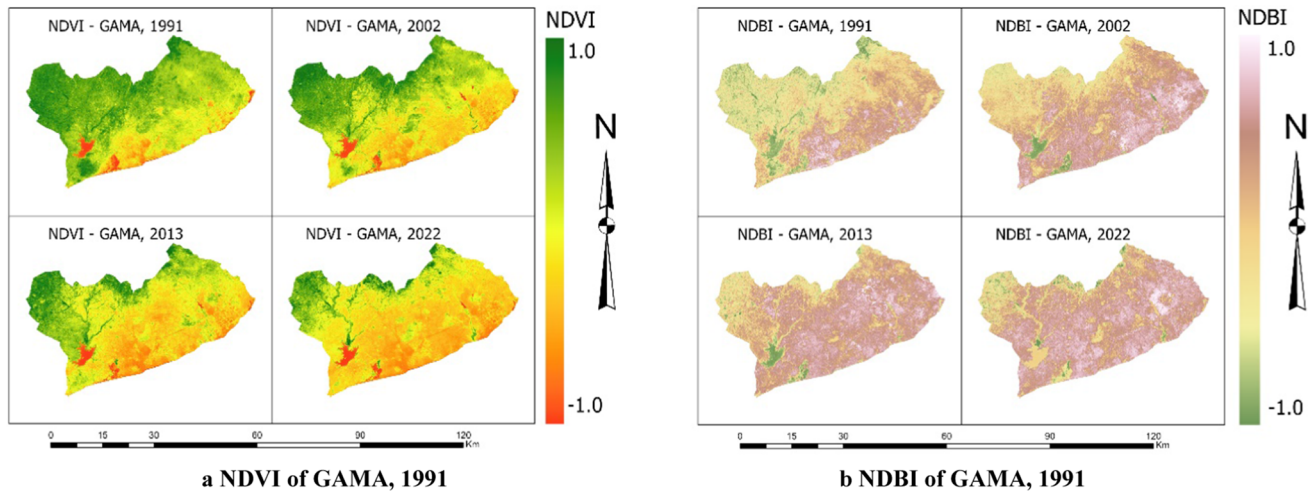 NDVI - GAMA, 1991
NDVI - GAMA, 2002
NDVI
1.0
N
NDVI - GAMA, 2013
NDVI - GAMA, 2022
-1.0
0 15 30 60 90 120
Km
a NDVI of GAMA, 1991
NDBI - GAMA, 1991
NDBI - GAMA, 2002
NDBI
1.0
N
NDBI - GAMA, 2013
NDBI - GAMA, 2022
-1.0
0 15 30 60 90 120
Km
b NDBI of GAMA, 1991